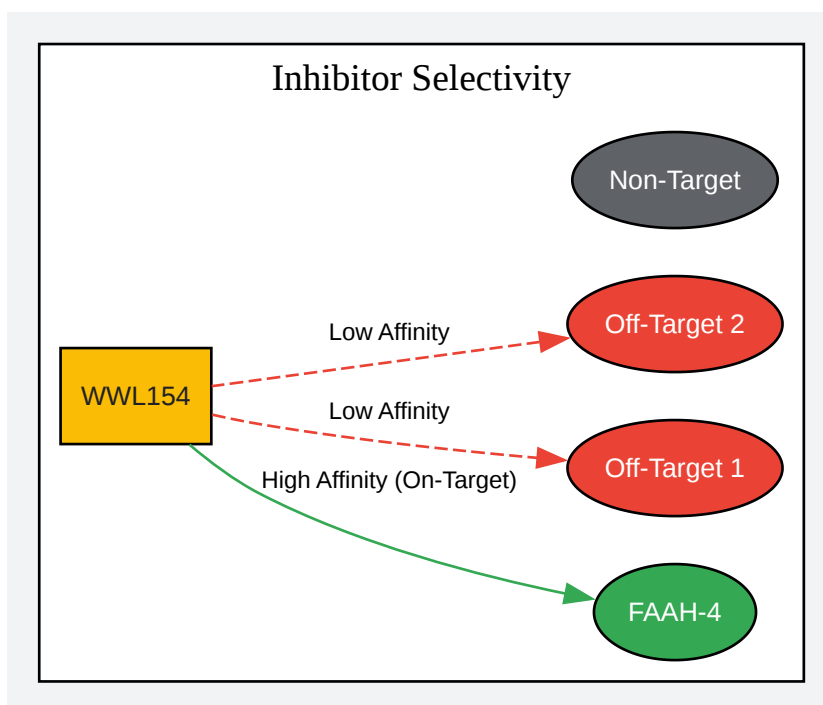 Inhibitor Selectivity
Non-Target
Off-Target 2
Low Affinity
WWL154
Low Affinity
Off-Target 1
High Affinity (On-Target)
FAAH-4